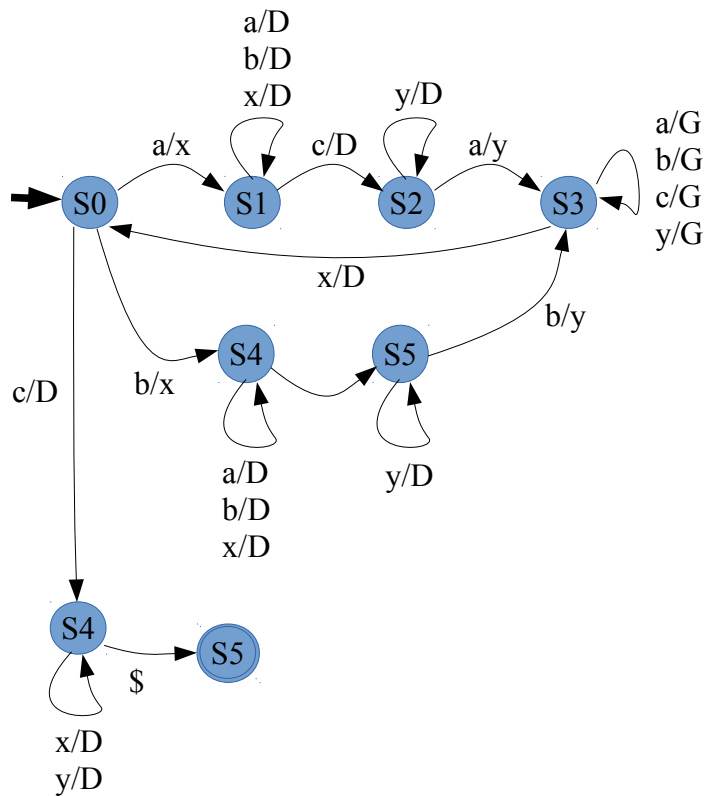 a/D
b/D
x/D
y/D
a/x
c/D
a/y
a/G
b/G
c/G
y/G
S0
S1
S2
S3
x/D
b/y
S4
S5
c/D
b/x
a/D
b/D
x/D
y/D
S4
S5
$
x/D
y/D